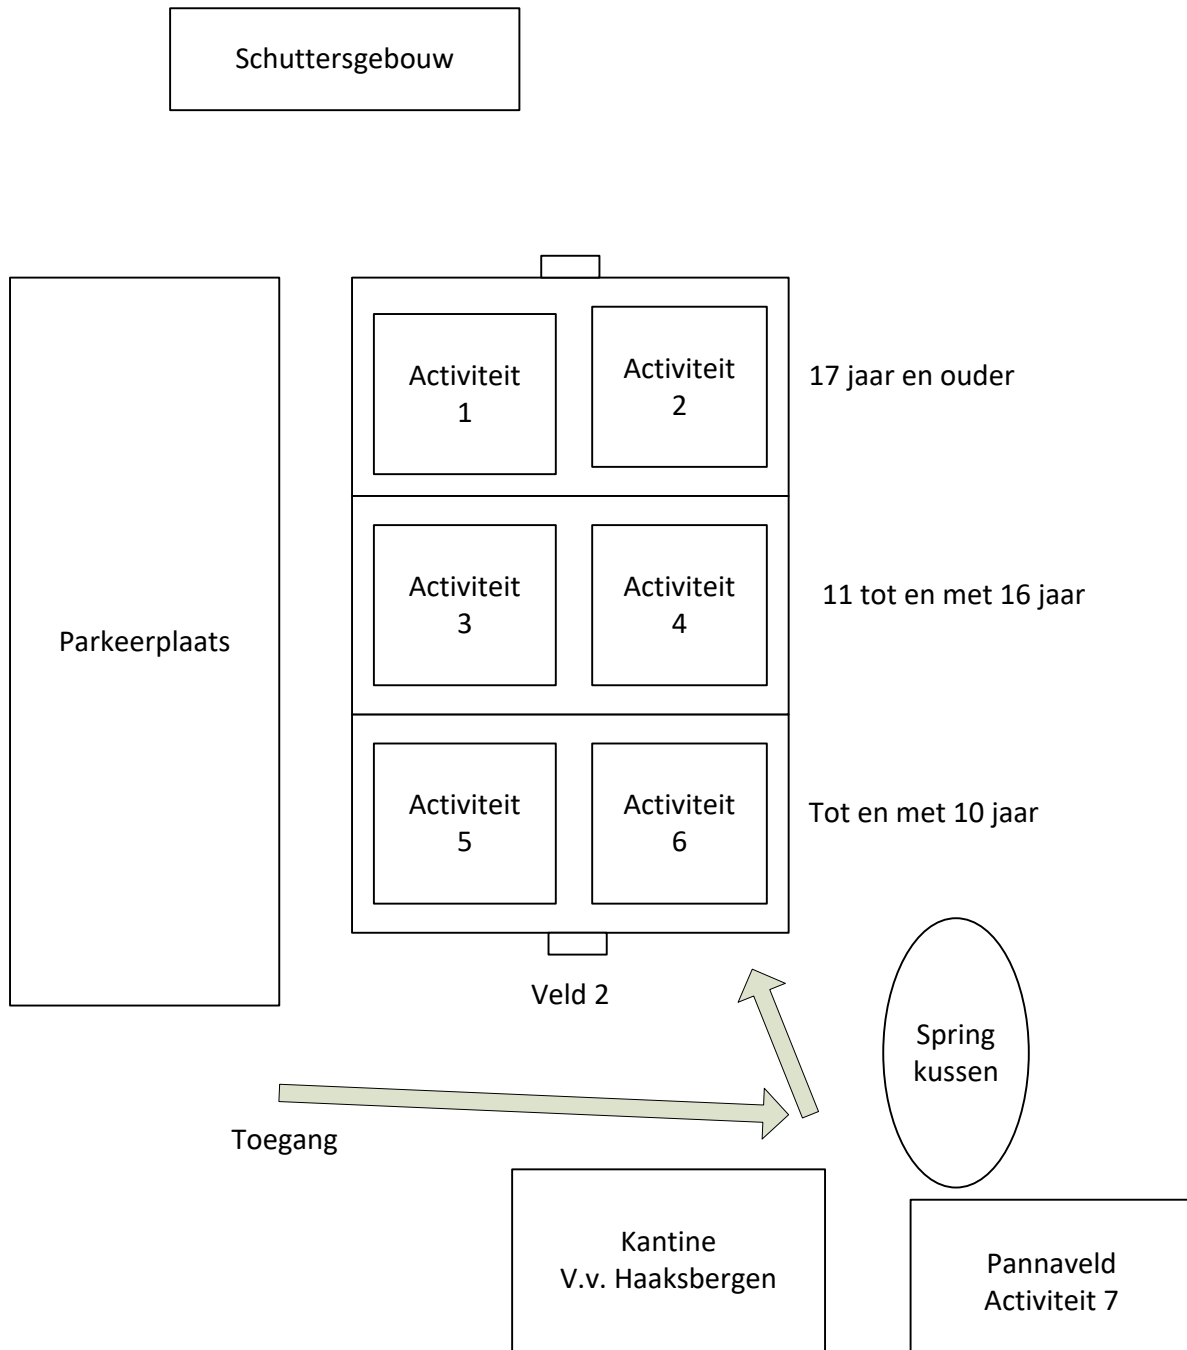 Schuttersgebouw
Activiteit
1
Activiteit
2
17 jaar en ouder
Activiteit
3
Activiteit
4
11 tot en met 16 jaar
Parkeerplaats
Activiteit
5
Activiteit
6
Tot en met 10 jaar
Veld 2
Spring
kussen
Toegang
Kantine
V.v. Haaksbergen
Pannaveld
Activiteit 7